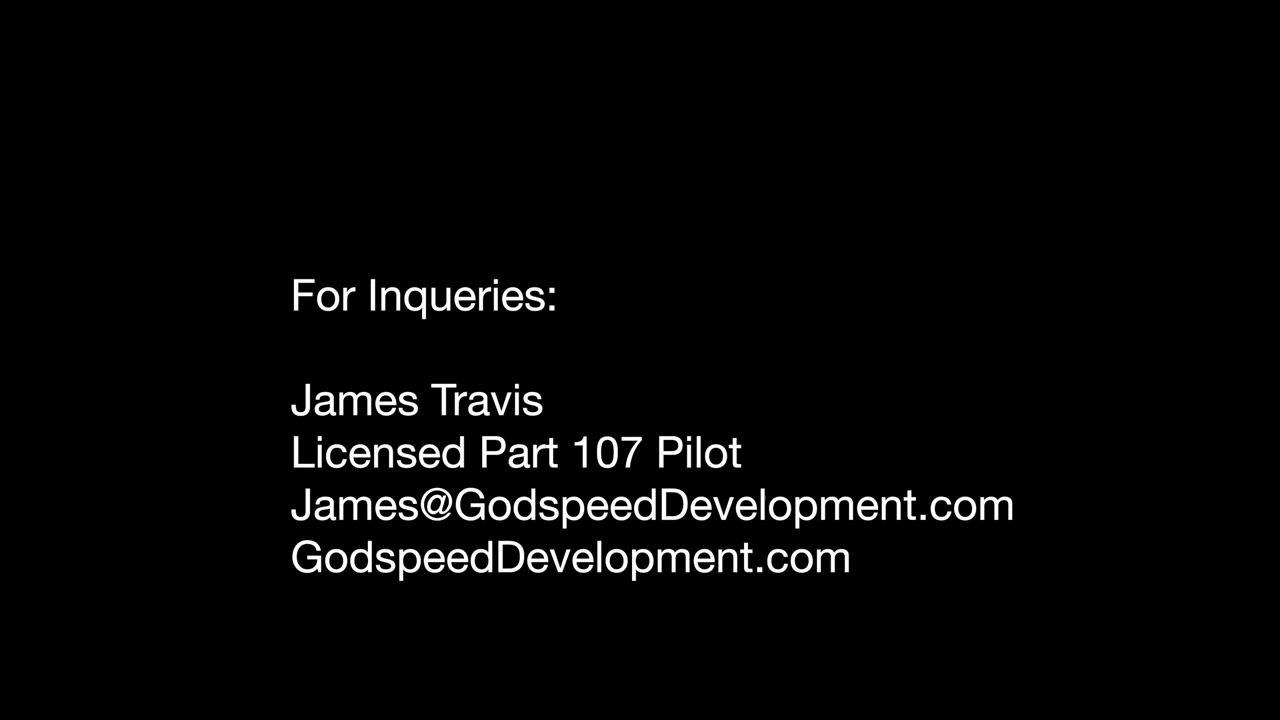 For Inqueries:
James Travis
Licensed Part 107 Pilot
James@GodspeedDevelopment.com
GodspeedDevelopment.com